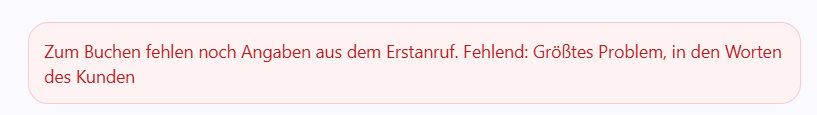 Zum Buchen fehlen noch Angaben aus dem Erstanruf. Fehlend: Größtes Problem, in den Worten
des Kunden